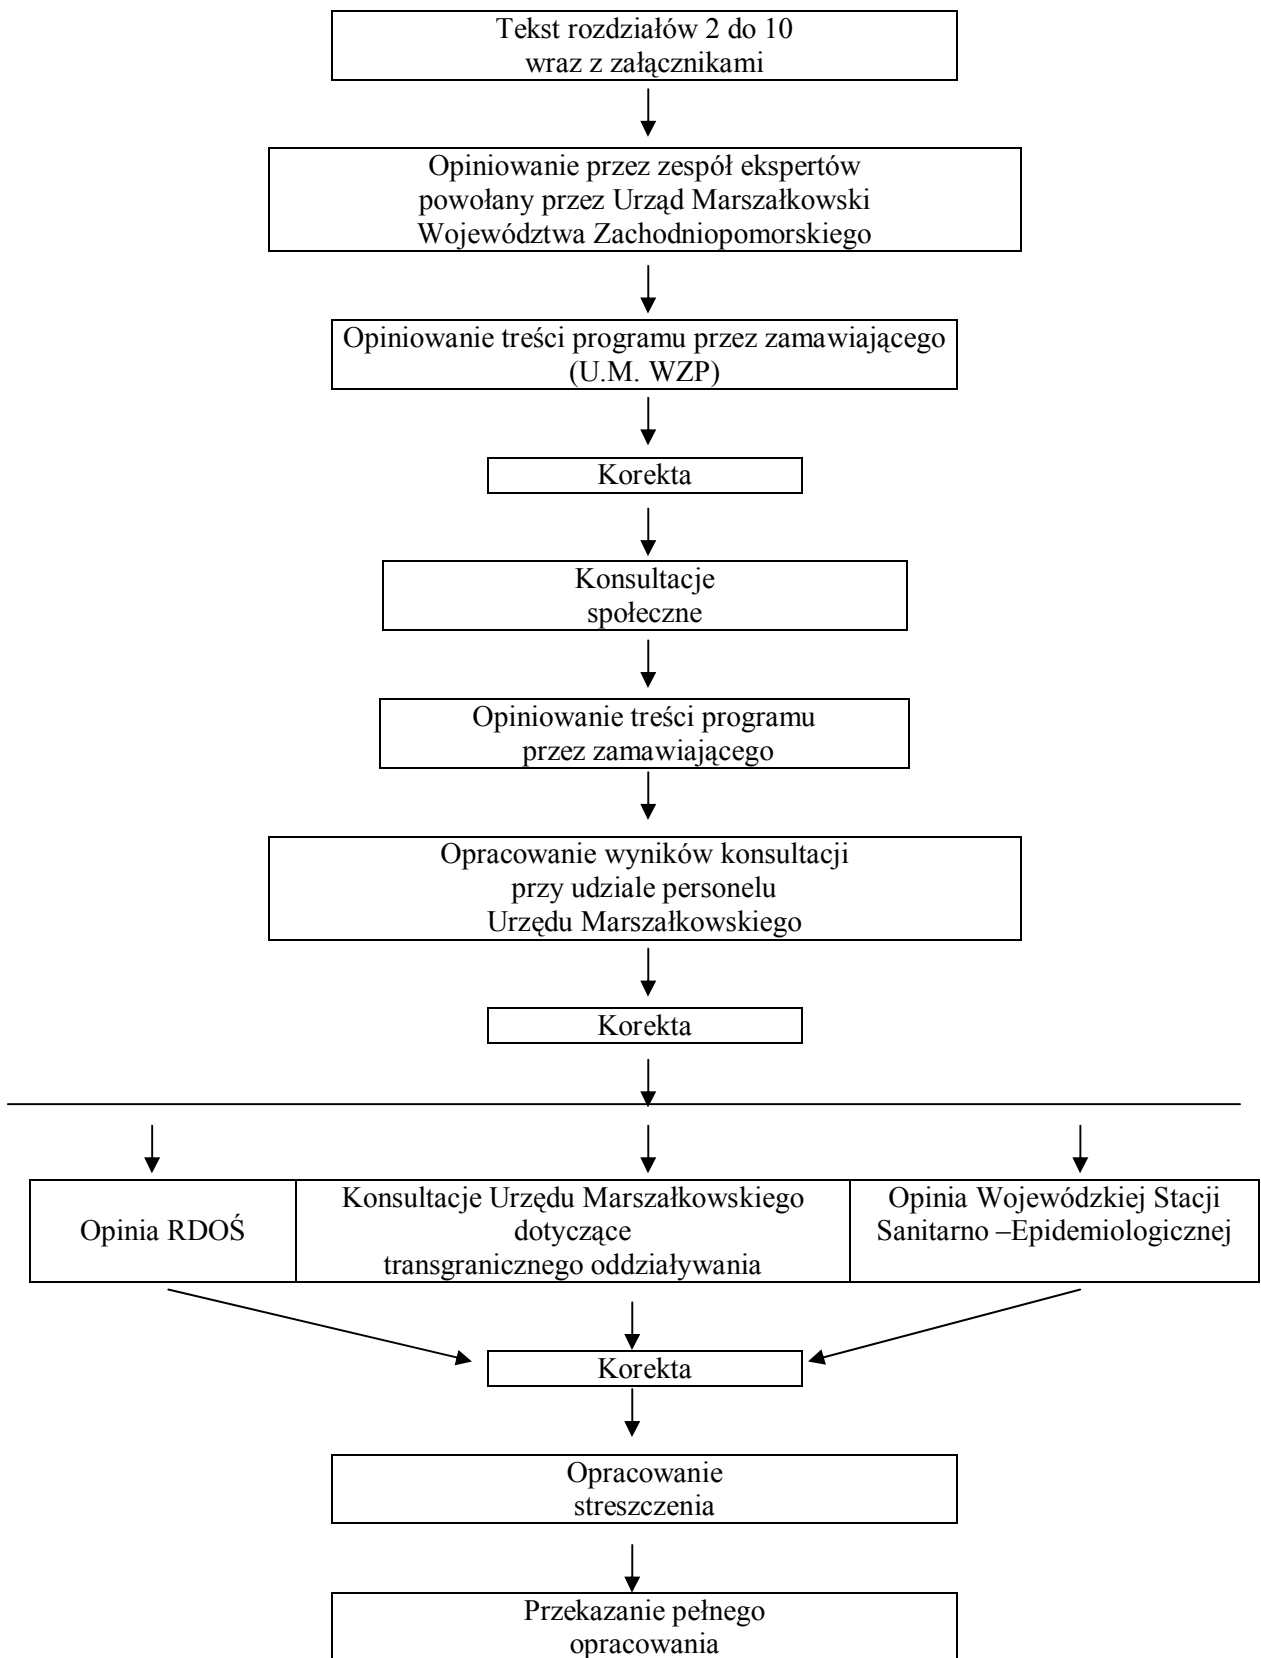 Tekst rozdziałów 2 do 10
wraz z załącznikami
Opiniowanie przez zespół ekspertów
powołany przez Urząd Marszałkowski
Województwa Zachodniopomorskiego
Opiniowanie treści programu przez zamawiającego
(U.M. WZP)
Korekta
Konsultacje
społeczne
Opiniowanie treści programu
przez zamawiającego
Opracowanie wyników konsultacji
przy udziale personelu
Urzędu Marszałkowskiego
Korekta
Opinia RDOŚ
Konsultacje Urzędu Marszałkowskiego
dotyczące
transgranicznego oddziaływania
Opinia Wojewódzkiej Stacji
Sanitarno –Epidemiologicznej
Korekta
Opracowanie
streszczenia
Przekazanie pełnego
opracowania